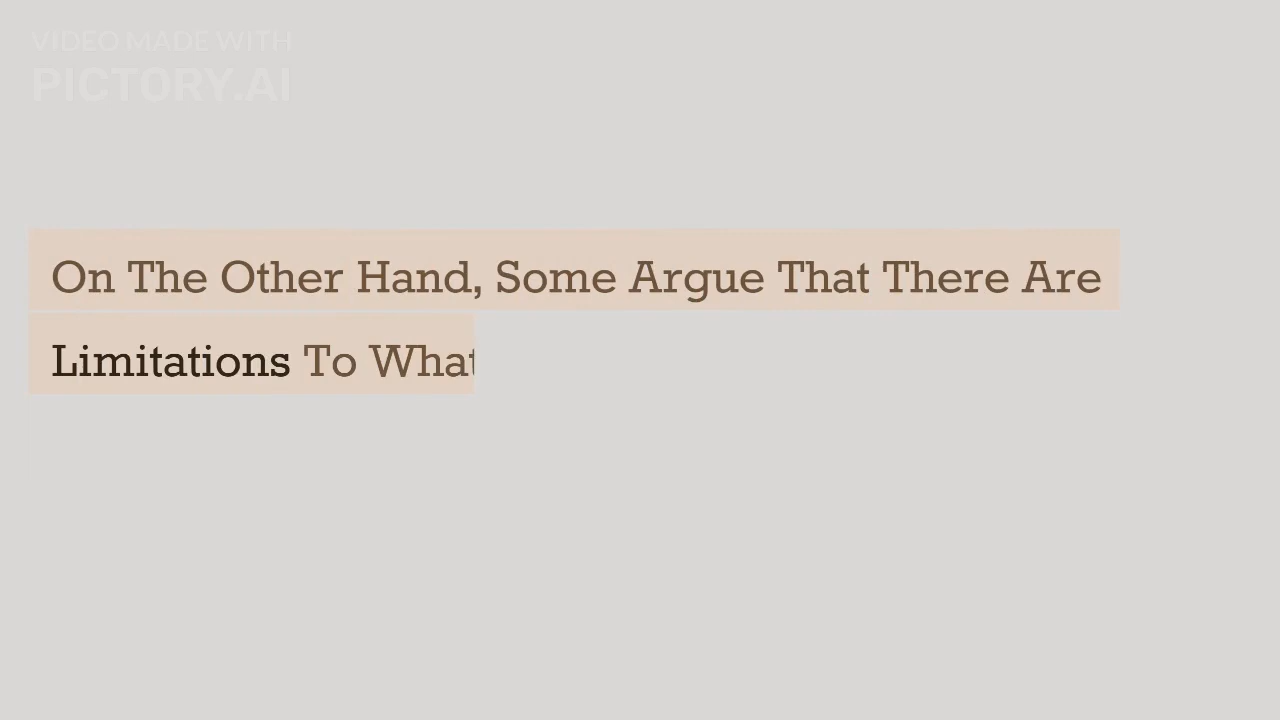 VIDEO MADE WITH
PICTORY.AI
On The Other Hand, Some Argue That There Are
Limitations To What